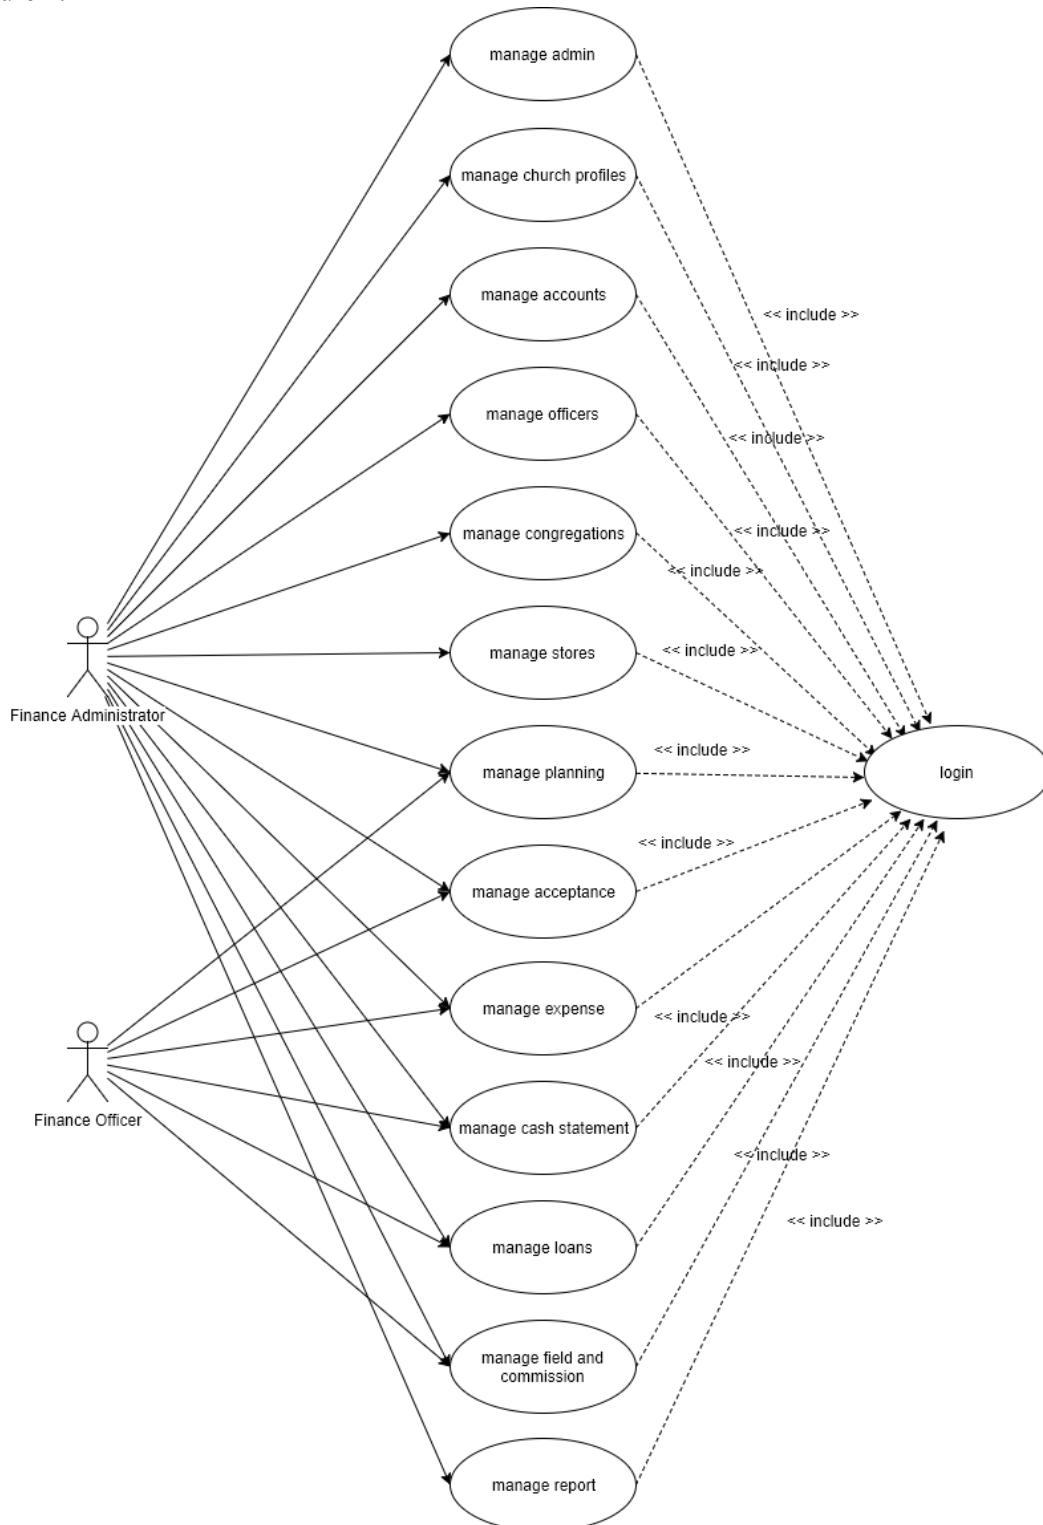 manage admin
manage church profiles
manage accounts
<< include >>
<< include >>
manage officers
<< include >>
manage congregations
<< include >>
<< include >>
manage stores
<< include >>
Finance Administrator
<< include >>
manage planning
login
<< include >>
manage acceptance
manage expense
<< include >>
<< include >>
Finance Officer
manage cash statement
<< include >>
<< include >>
manage loans
manage field and
commission
manage report